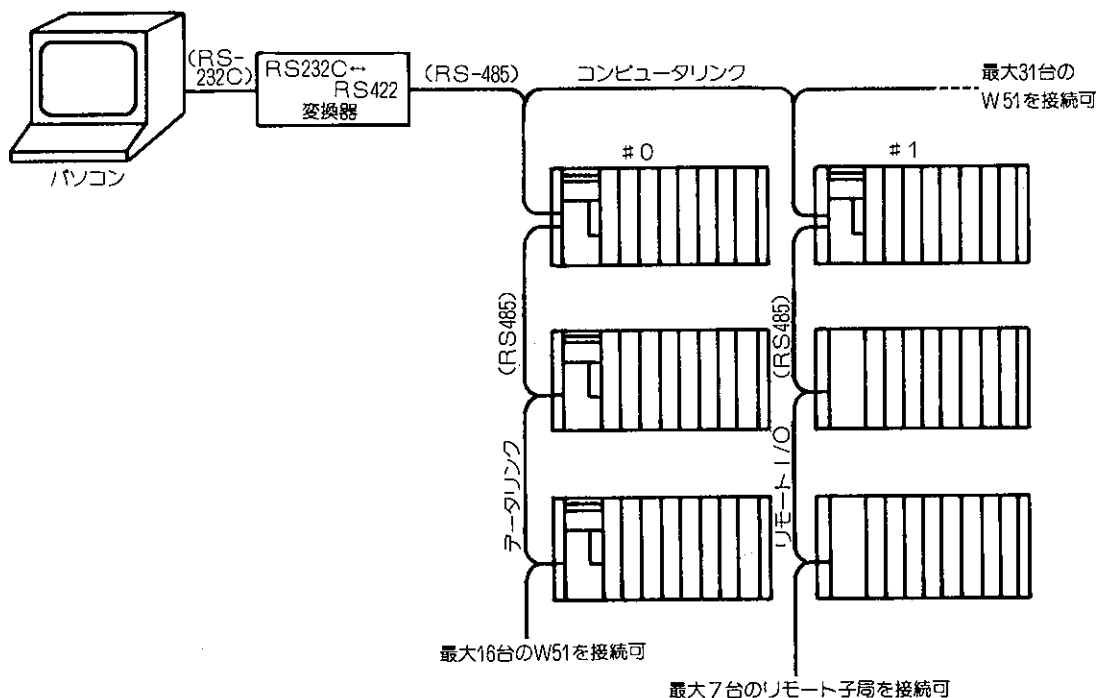 (RS-
232C)
RS232C↔
RS422
変換器
(RS-485)
コンピュータリンク
最大31台の
W51を接続可
パソコン
#0
#1
(RS485)
(RS485)
データリンク
リモートI/O
最大16台のW51を接続可
最大7台のリモート子局を接続可